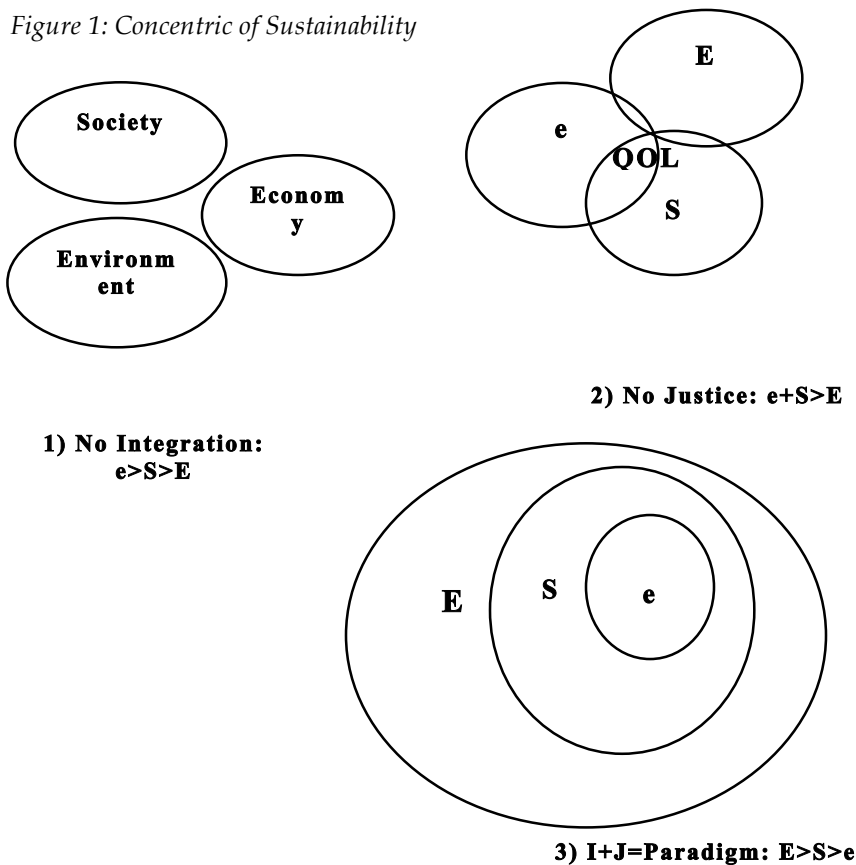 Figure 1: Concentric of Sustainability
Society
Econom
y
Environm
ent
1) No Integration:
e>S>E
E
e
QOL
S
2) No Justice: e+S>E
E
S
e
3) I+J=Paradigm: E>S>e